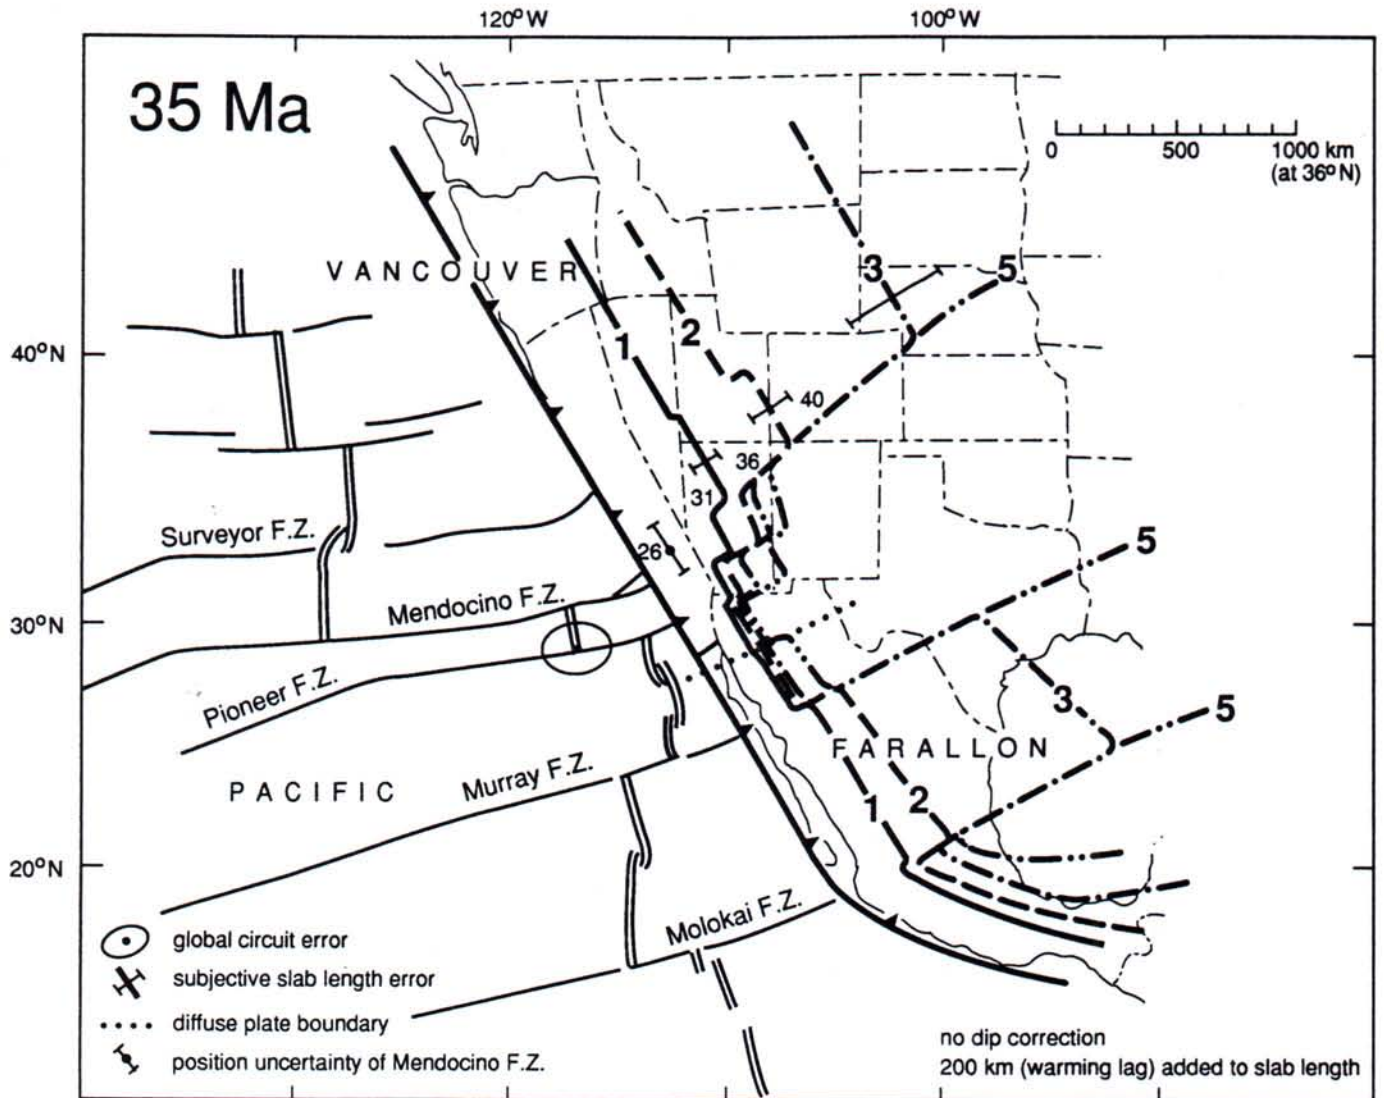 120°W
100°W
35 Ma
0 500 1000 km
(at 36°N)
VANCOUVER
3
5
1
2
40°N
40
36
31
Surveyor F.Z.
26
5
Mendocino F.Z.
30°N
Pioneer F.Z.
3
5
FARALLON
PACIFIC
Murray F.Z.
1
2
20°N
Molokai F.Z.
global circuit error
subjective slab length error
diffuse plate boundary
position uncertainty of Mendocino F.Z.
no dip correction
200 km (warming lag) added to slab length